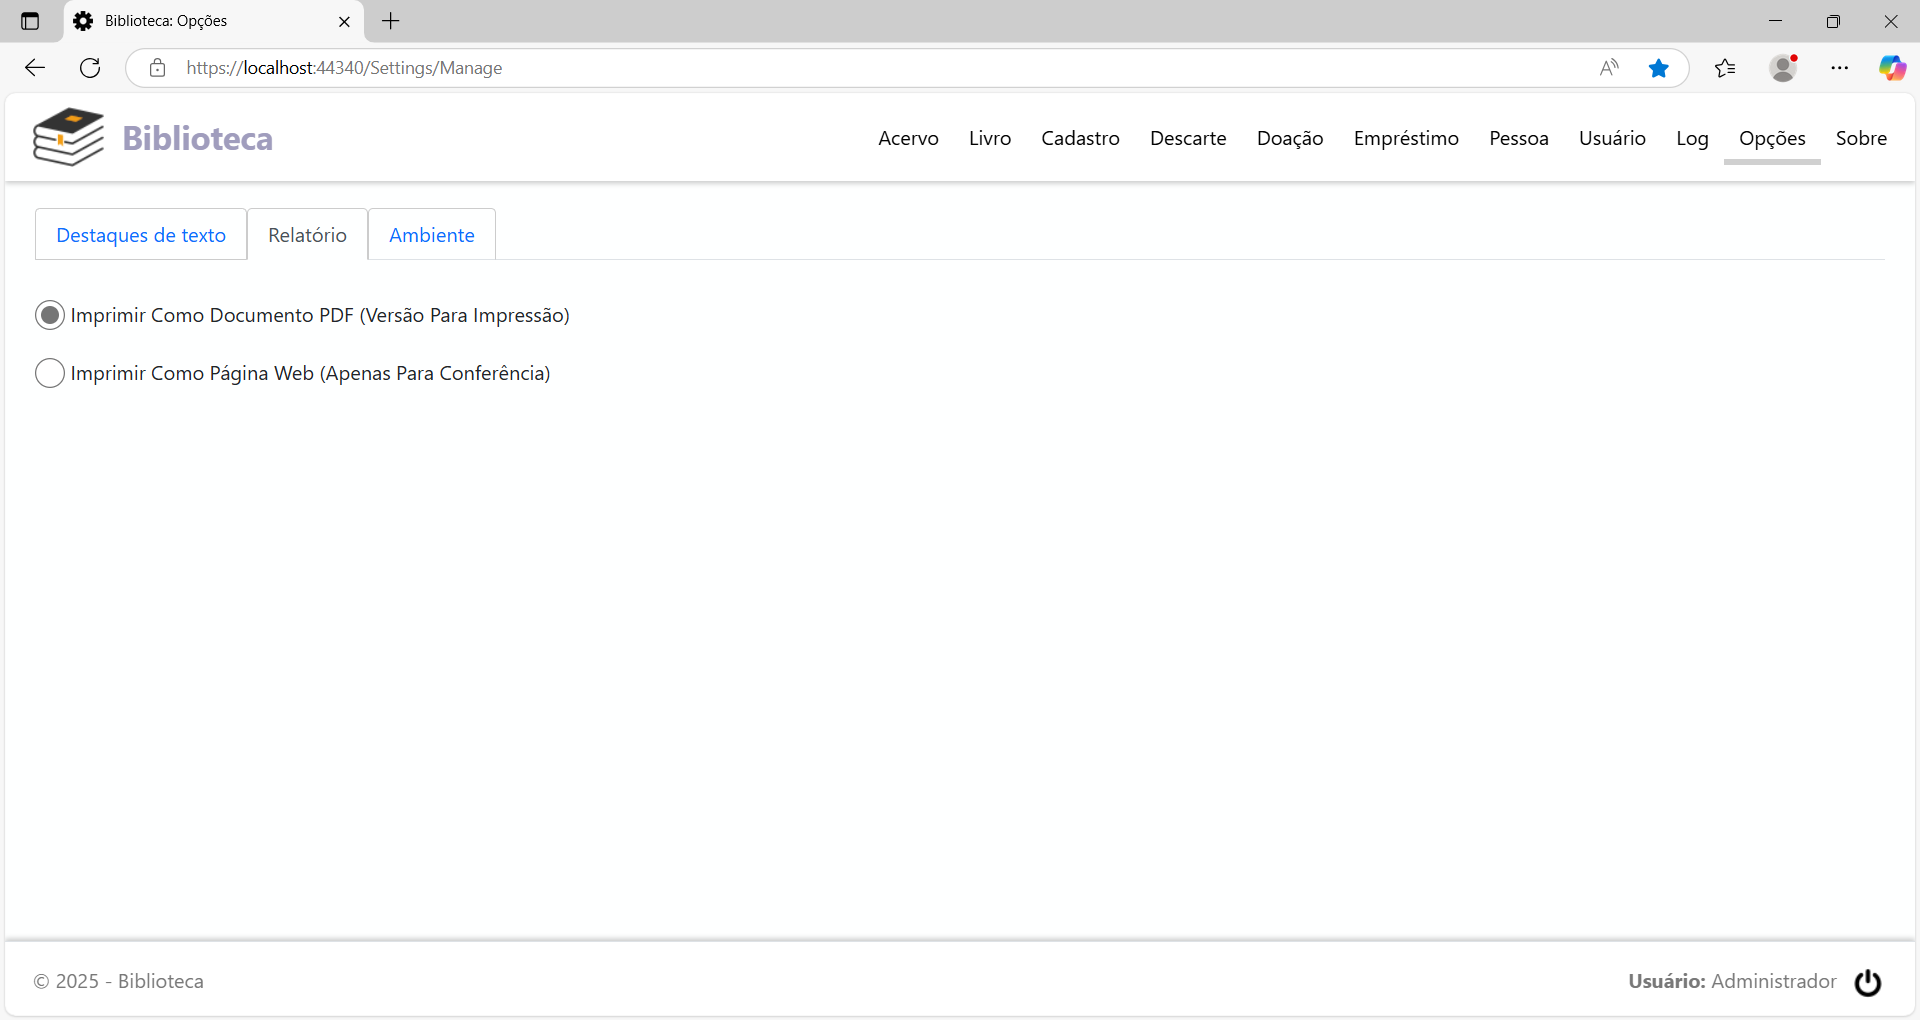 Biblioteca: Opções
https://localhost:44340/Settings/Manage
Biblioteca
Acervo Livro Cadastro Descarte Doação Empréstimo Pessoa Usuário Log Opções Sobre
Destaques de texto Relatório Ambiente
Imprimir Como Documento PDF (Versão Para Impressão)
Imprimir Como Página Web (Apenas Para Conferência)
© 2025 - Biblioteca
Usuário: Administrador